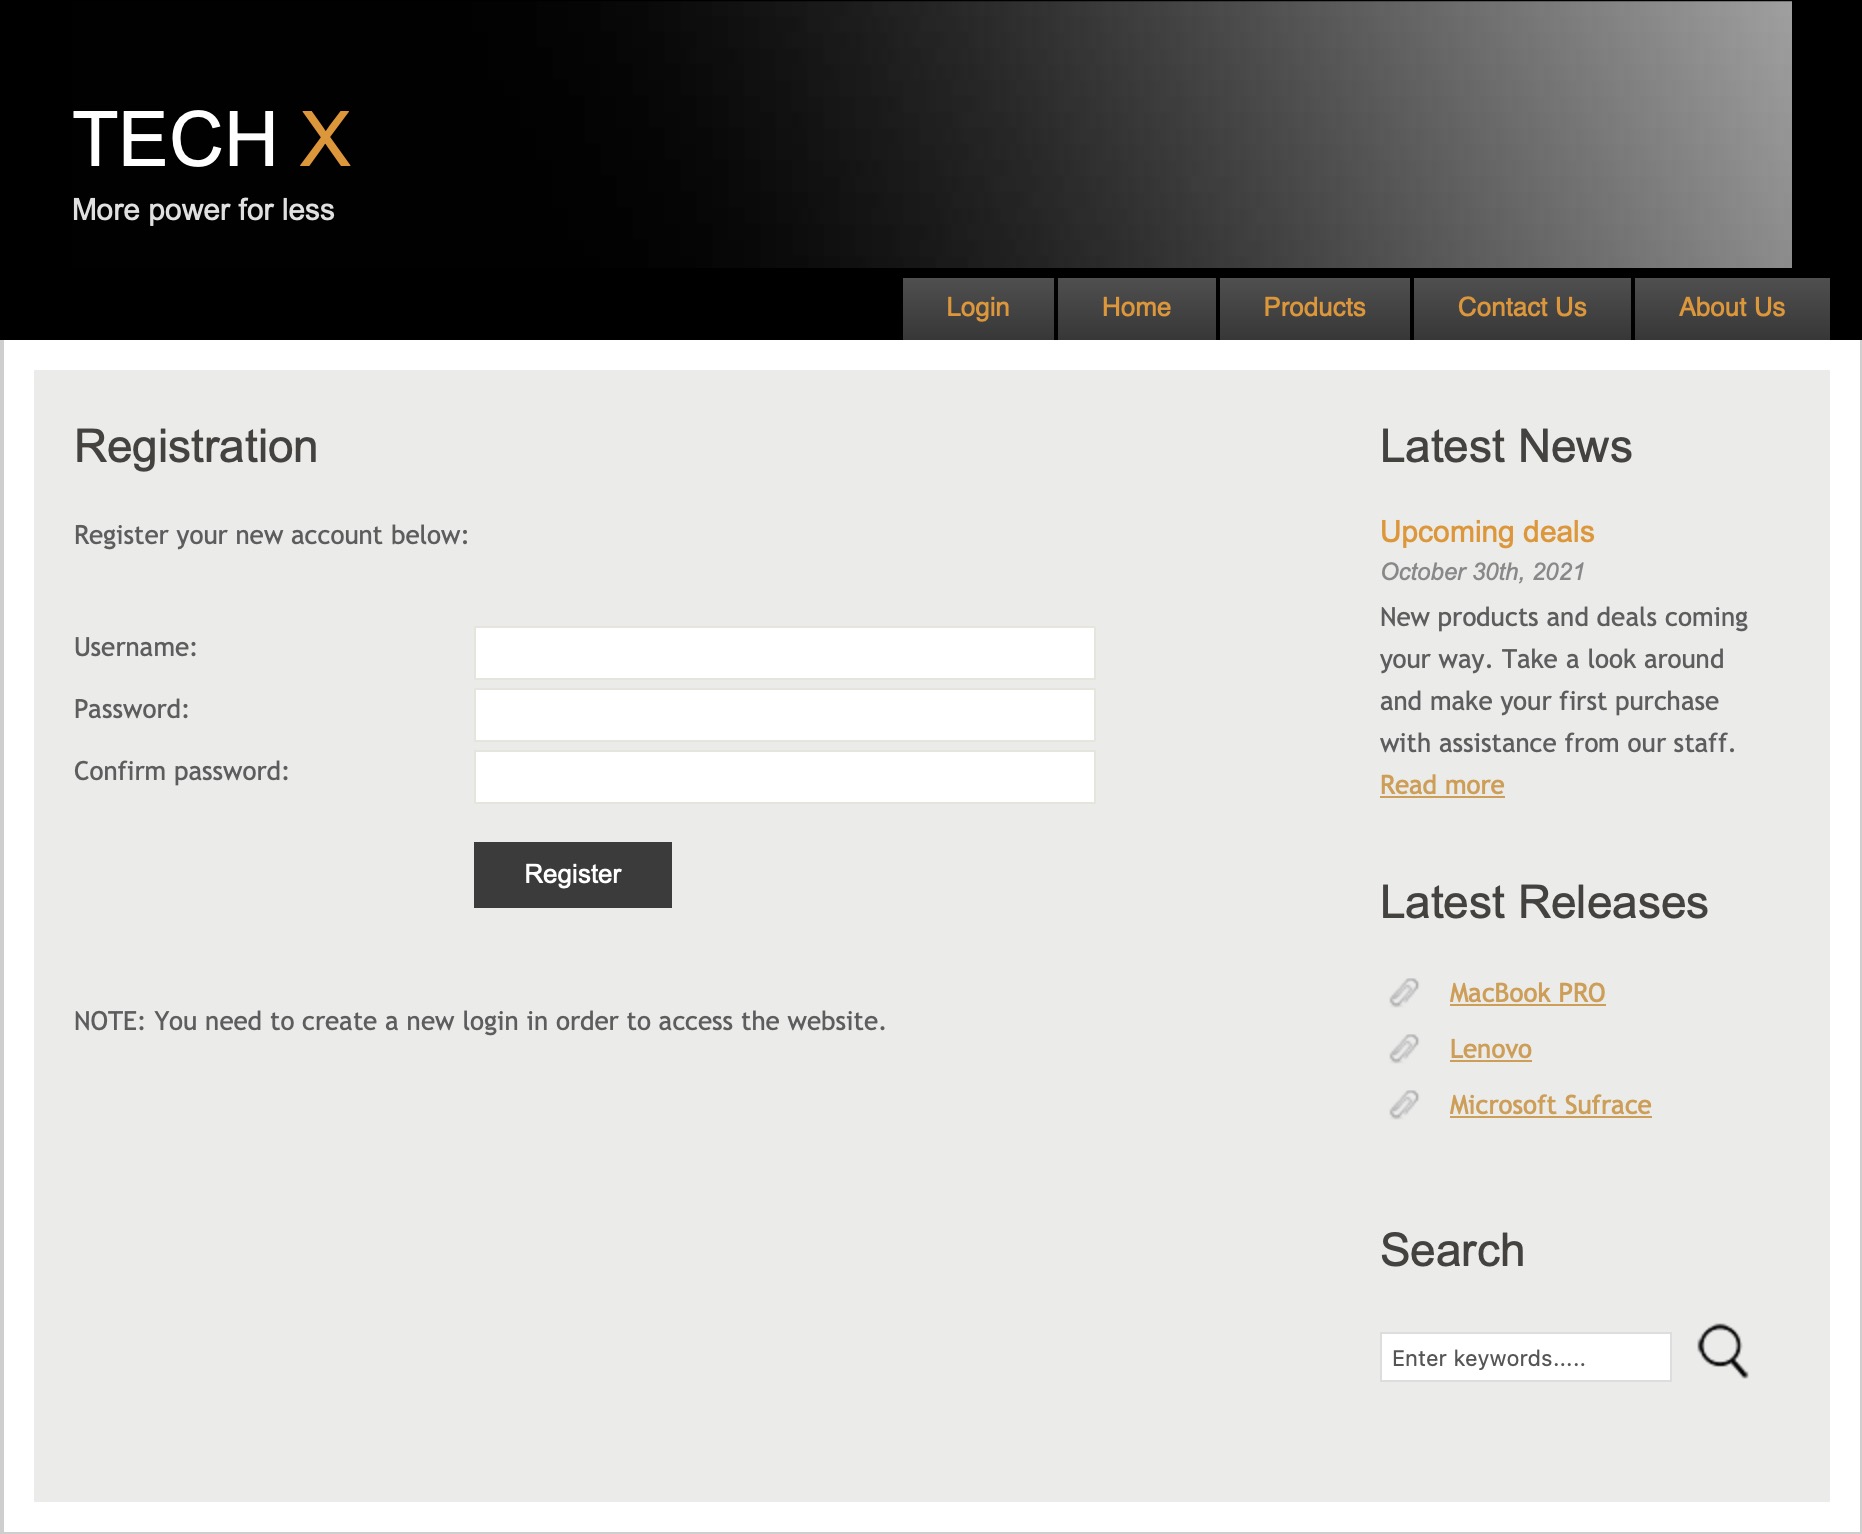 TECH X
More power for less
Login Home Products Contact Us About Us
Registration
Register your new account below:
Username:
Password:
Confirm password:
Register
NOTE: You need to create a new login in order to access the website.
Latest News
Upcoming deals
October 30th, 2021
New products and deals coming
your way. Take a look around
and make your first purchase
with assistance from our staff.
Read more
Latest Releases
MacBook PRO
Lenovo
Microsoft Sufrace
Search
Enter keywords.....